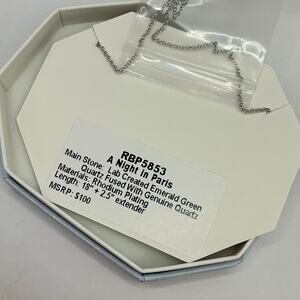 RBP5853
A Night in Paris
Main Stone: Lab Created Emerald Green
Quartz Fused With Genuine Quartz
Materials: Rhodium Plating
Length: 18" + 2.5" extender
MSRP: $100